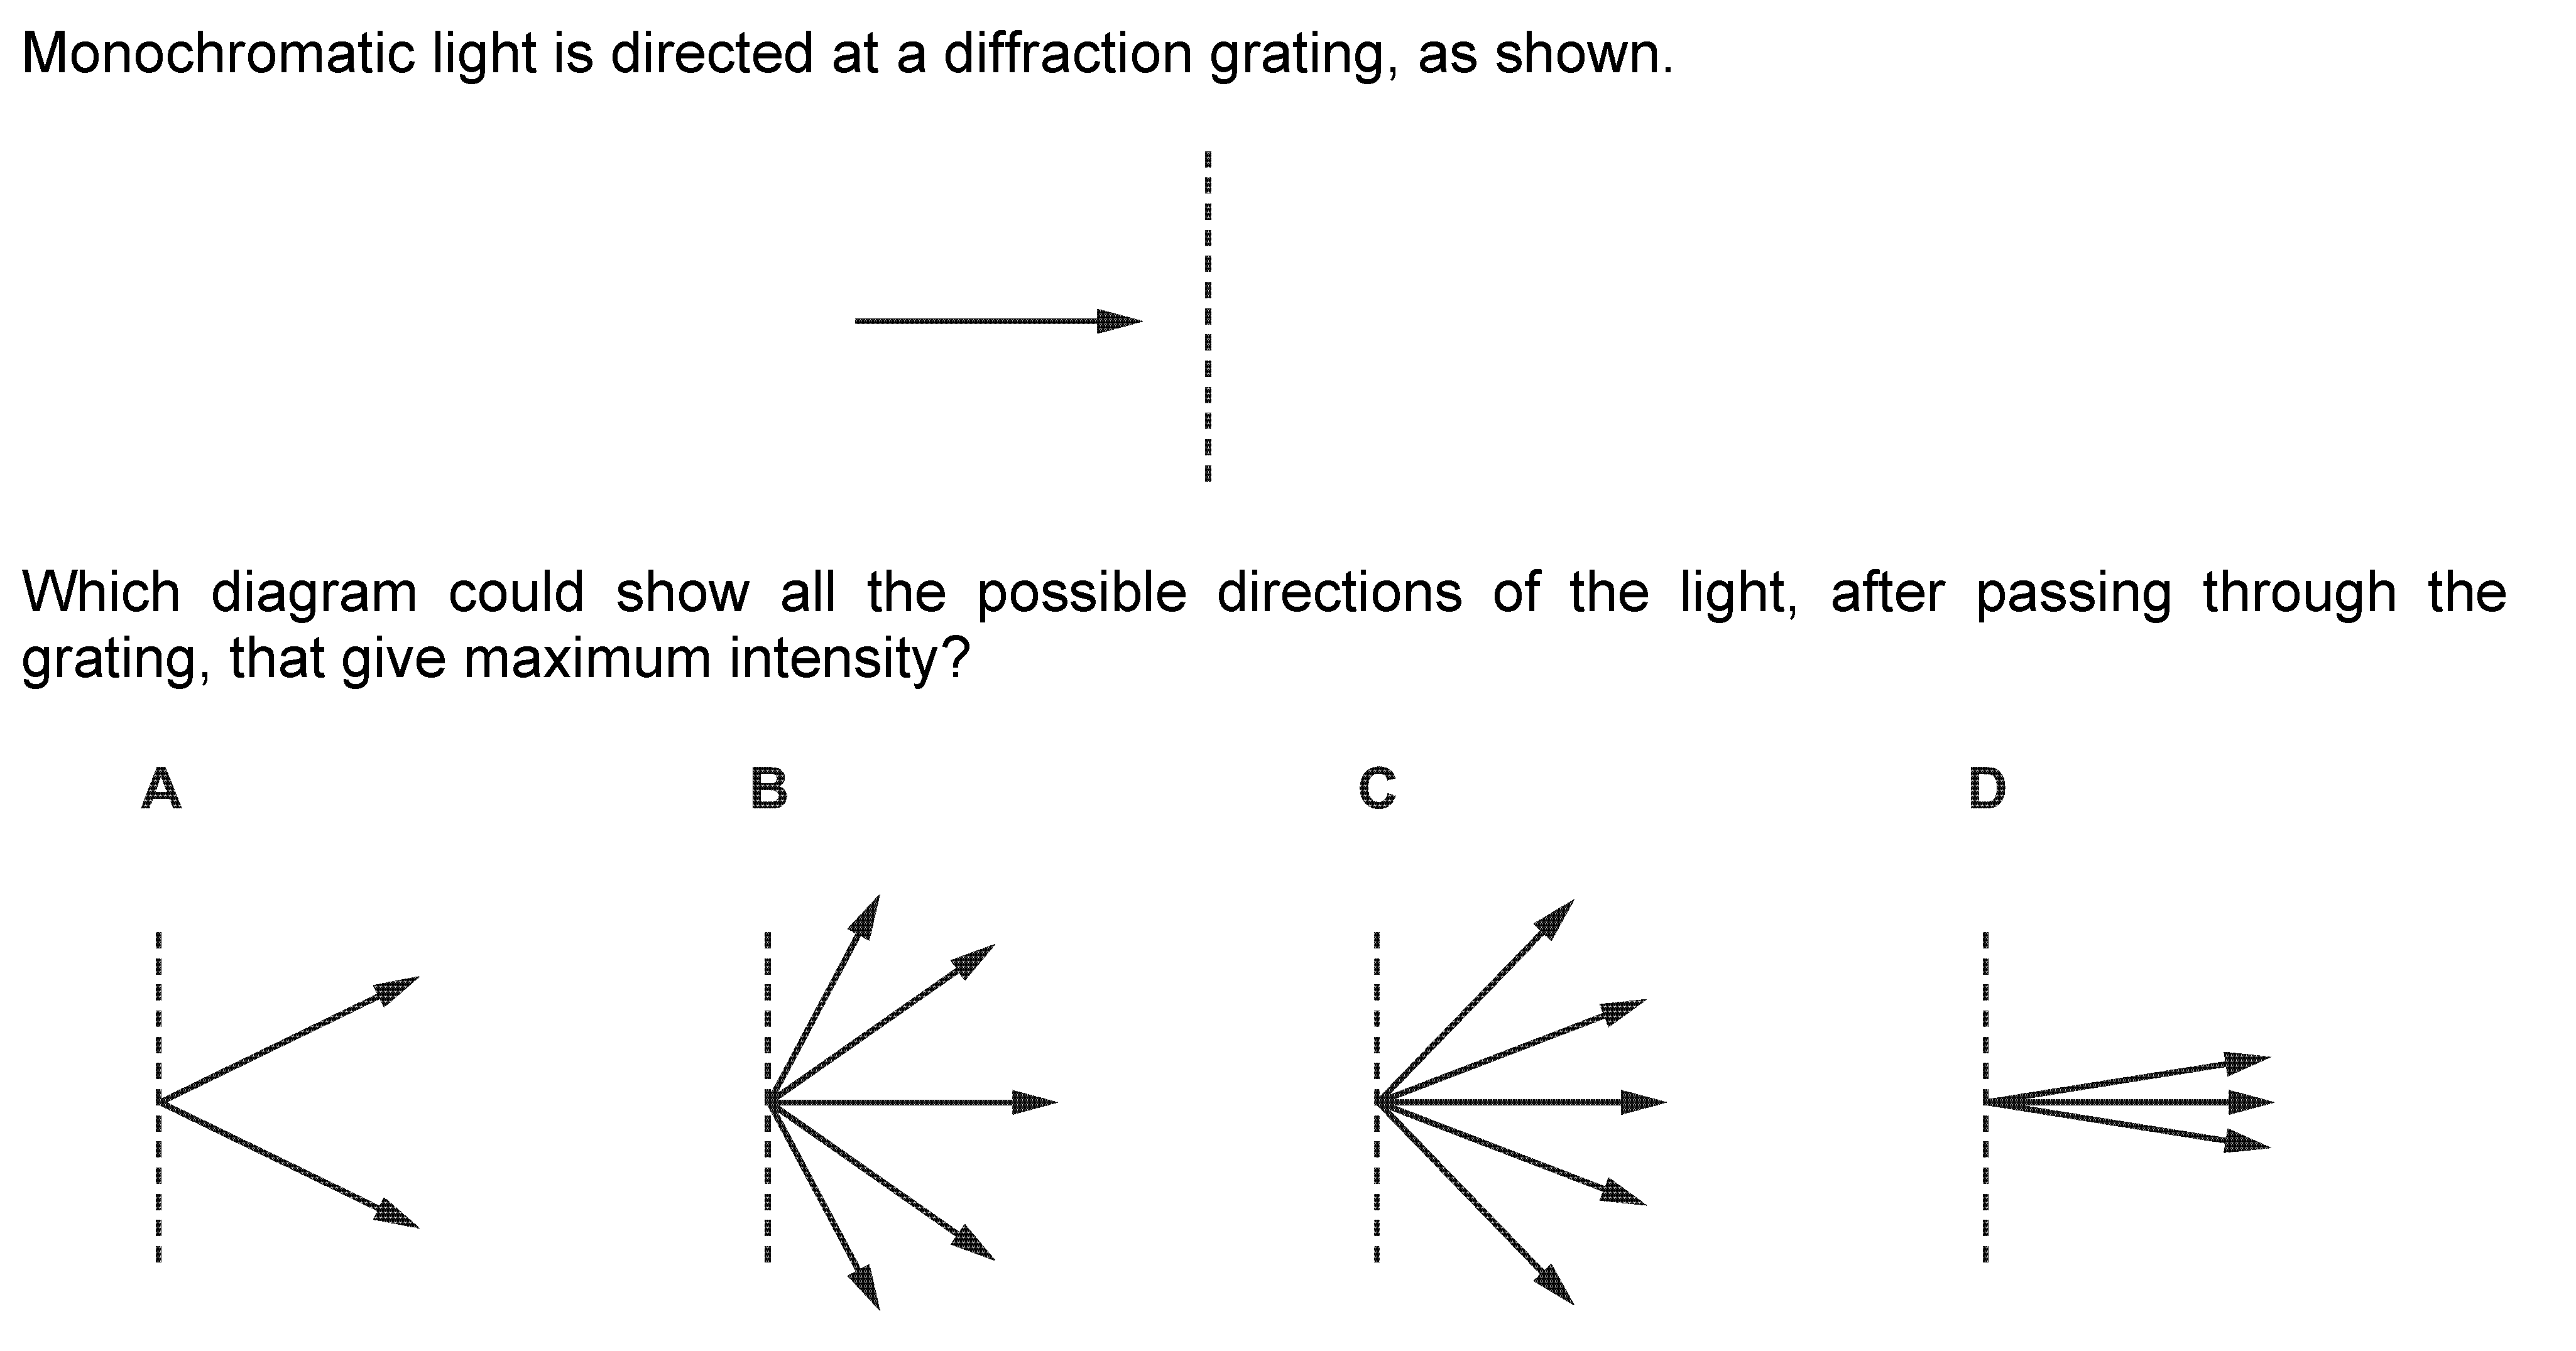 Monochromatic light is directed at a diffraction grating, as shown.
Which diagram could show all the possible directions of the light, after passing through the
grating, that give maximum intensity?
A B C D